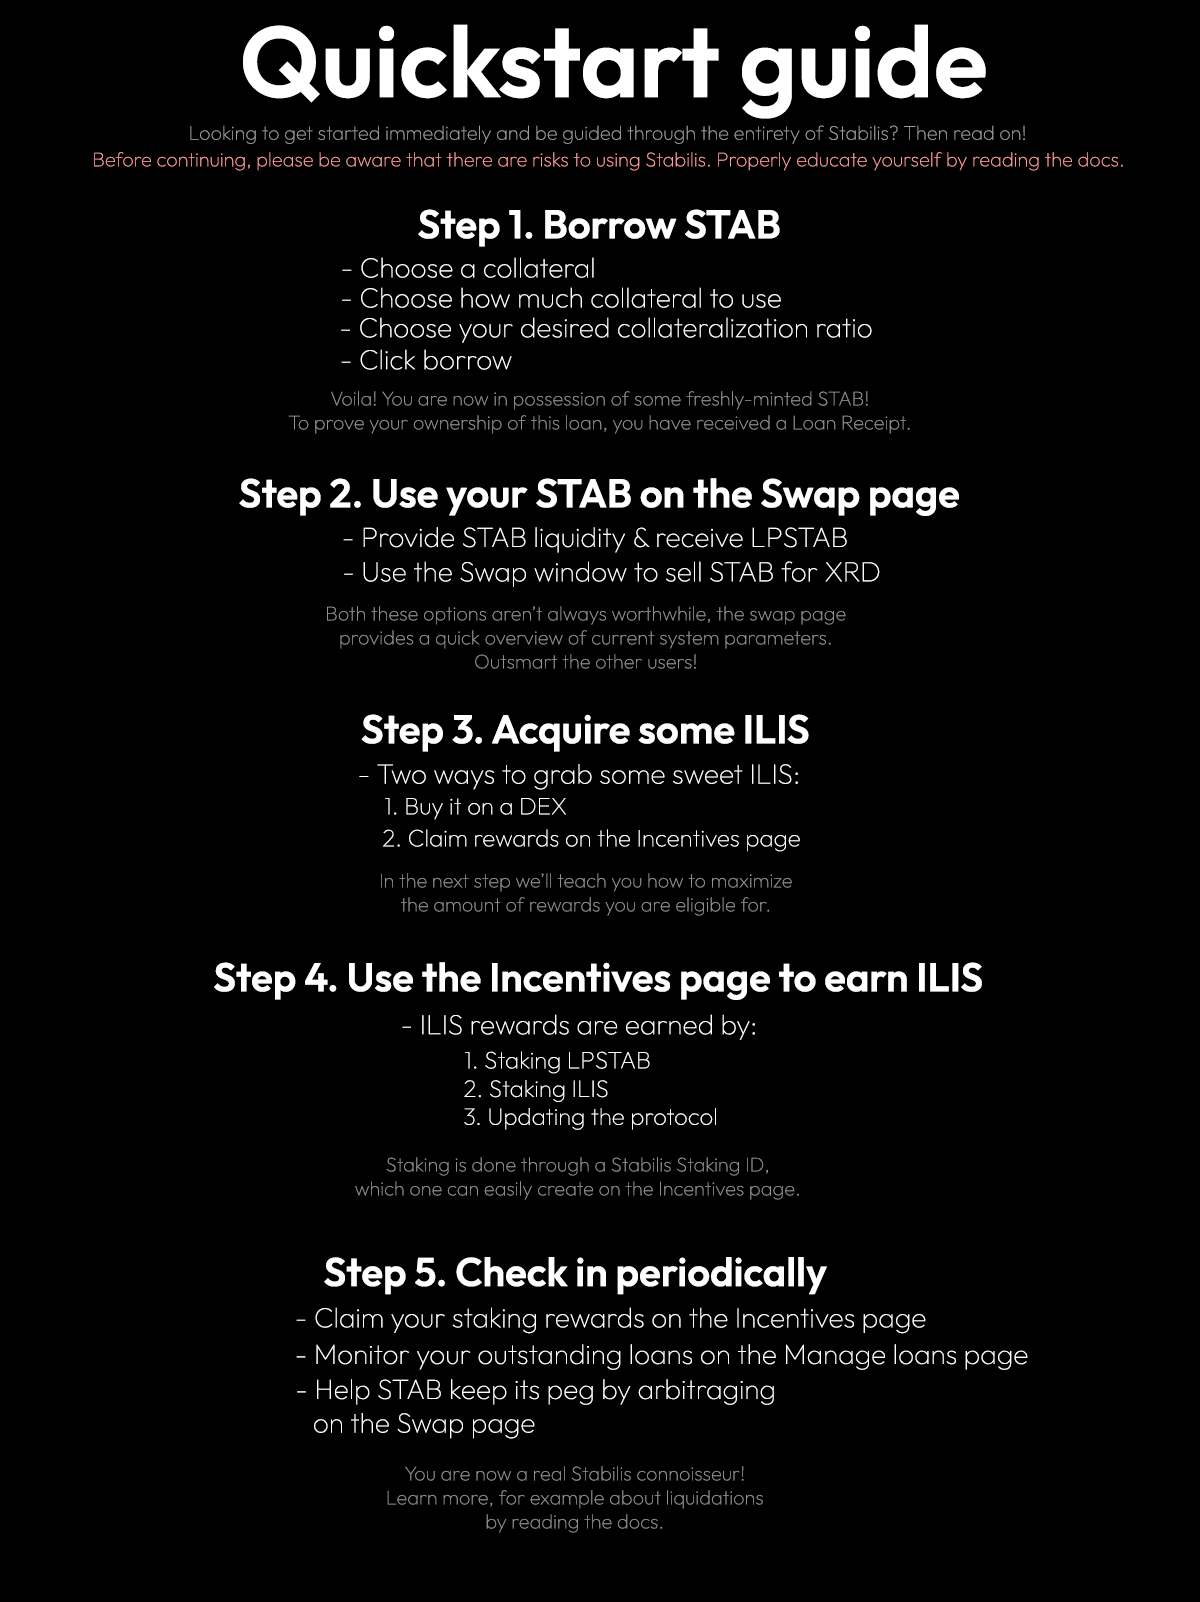 Quickstart guide
Looking to get started immediately and be guided through the entirety of Stabilis? Then read on!
Before continuing, please be aware that there are risks to using Stabilis. Properly educate yourself by reading the docs.
Step 1. Borrow STAB
- Choose a collateral
- Choose how much collateral to use
- Choose your desired collateralization ratio
- Click borrow
Voila! You are now in possession of some freshly-minted STAB!
To prove your ownership of this loan, you have received a Loan Receipt.
Step 2. Use your STAB on the Swap page
- Provide STAB liquidity & receive LPSTAB
- Use the Swap window to sell STAB for XRD
Both these options aren't always worthwhile, the swap page
provides a quick overview of current system parameters.
Outsmart the other users!
Step 3. Acquire some ILIS
- Two ways to grab some sweet ILIS:
1. Buy it on a DEX
2. Claim rewards on the Incentives page
In the next step we'll teach you how to maximize
the amount of rewards you are eligible for.
Step 4. Use the Incentives page to earn ILIS
- ILIS rewards are earned by:
1. Staking LPSTAB
2. Staking ILIS
3. Updating the protocol
Staking is done through a Stabilis Staking ID,
which one can easily create on the Incentives page.
Step 5. Check in periodically
- Claim your staking rewards on the Incentives page
- Monitor your outstanding loans on the Manage loans page
- Help STAB keep its peg by arbitraging
on the Swap page
You are now a real Stabilis connoisseur!
Learn more, for example about liquidations
by reading the docs.